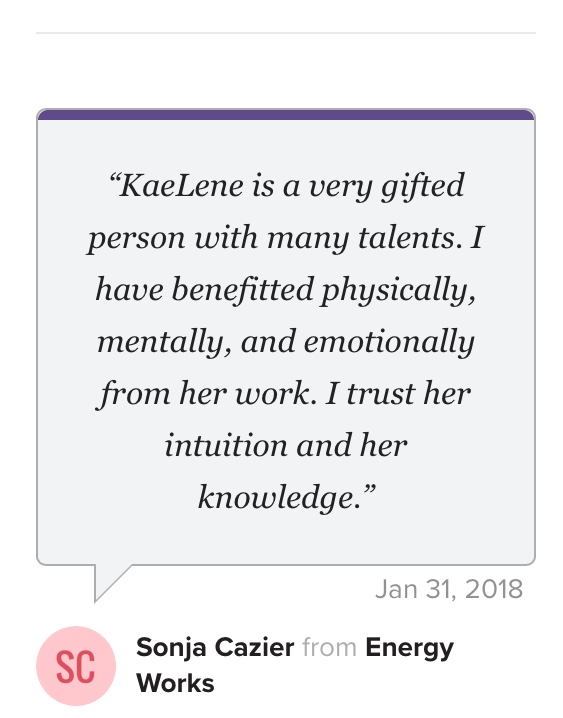 “KaeLene is a very gifted
person with many talents. I
have benefitted physically,
mentally, and emotionally
from her work. I trust her
intuition and her
knowledge.”
Jan 31, 2018
SC
Sonja Cazier from Energy
Works